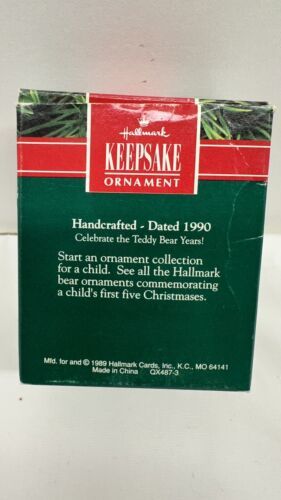 Hallmark
KEEPSAKE
ORNAMENT
Handcrafted - Dated 1990
Celebrate the Teddy Bear Years!
Start an ornament collection
for a child. See all the Hallmark
bear ornaments commemorating
a child's first five Christmases.
Mfd. for and © 1989 Hallmark Cards, Inc., K.C., MO 64141
Made in China QX487-3